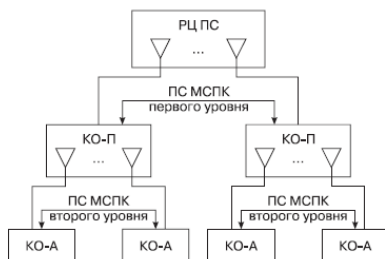 РЦ ПС
...
ПС МСПК
первого уровня
КО-П
...
КО-П
...
ПС МСПК
второго уровня
ПС МСПК
второго уровня
КО-А
КО-А
КО-А
КО-А